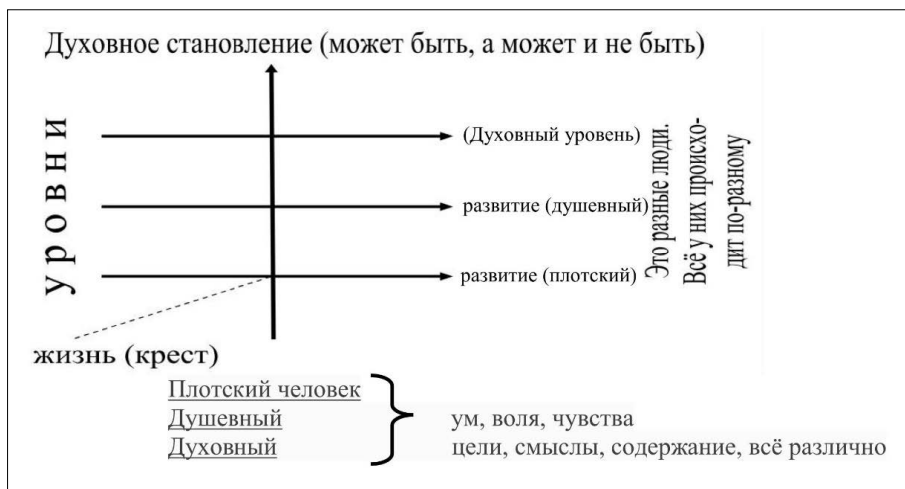 Духовное становление (может быть, а может и не быть)
уровни
(Духовный уровень)
развитие (душевный)
развитие (плотский)
Это разные люди.
Всё у них происхо-
дит по-разному
жизнь (крест)
Плотский человек
Душевный
ум, воля, чувства
Духовный
цели, смыслы, содержание, всё различно